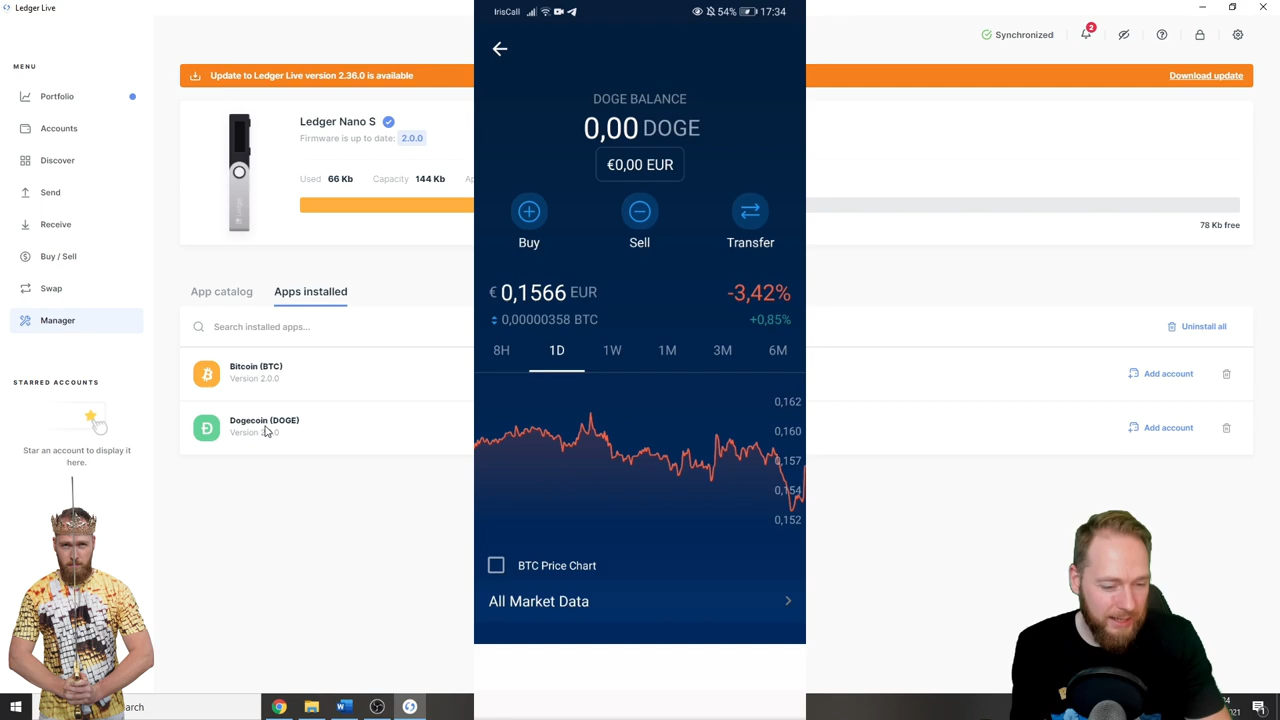 Ledger Live
MENU
Portfolio
Accounts
Discover
Send
Receive
Buy / Sell
Swap
Manager
STARRED ACCOUNTS
Star an account to display it
here.
Synchronized
2
Update to Ledger Live version 2.36.0 is available
Download update
Ledger Nano S
Firmware is up to date: 2.0.0
Used 66 Kb Capacity 144 Kb
78 Kb free
App catalog
Apps installed
Search installed apps...
Uninstall all
Bitcoin (BTC)
Version 2.0.0
Add account
Dogecoin (DOGE)
Version
Add account
IrisCall
54% 17:34
DOGE BALANCE
0,00 DOGE
€0,00 EUR
Buy
Sell
Transfer
€ 0,1566 EUR
-3,42%
0,00000358 BTC
+0,85%
8H 1D 1W 1M 3M 6M
0,162
0,160
0,157
0,154
0,152
BTC Price Chart
All Market Data